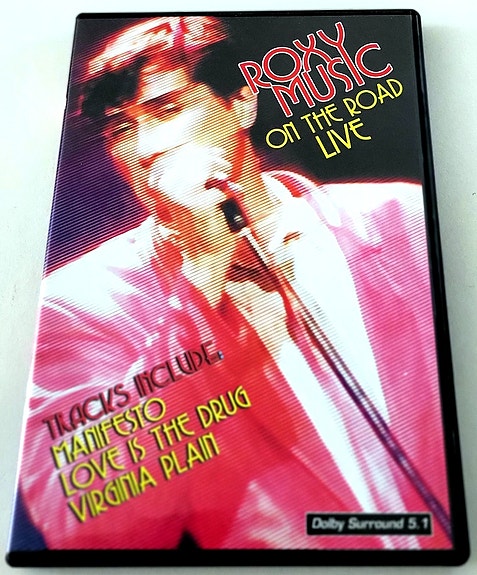 ROXY
MUSIC
ON THE ROAD
LIVE
TRACKS INCLUDE:
MANIFESTO
LOVE IS THE DRUG
VIRGINIA PLAIN
Dolby Surround 5.1